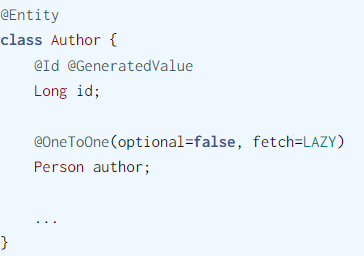 @Entity
class Author {
    @Id @GeneratedValue
    Long id;

    @OneToOne(optional=false, fetch=LAZY)
    Person author;

    ...
}